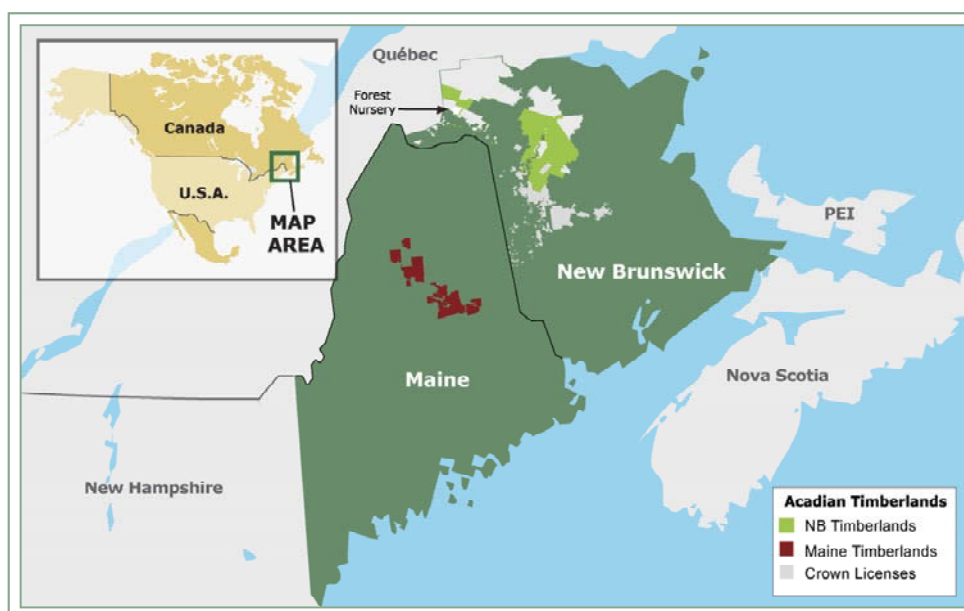 Québec
Forest
Nursery
Canada
U.S.A.
MAP
AREA
PEI
New Brunswick
Maine
Nova Scotia
New Hampshire
Acadian Timberlands
NB Timberlands
Maine Timberlands
Crown Licenses